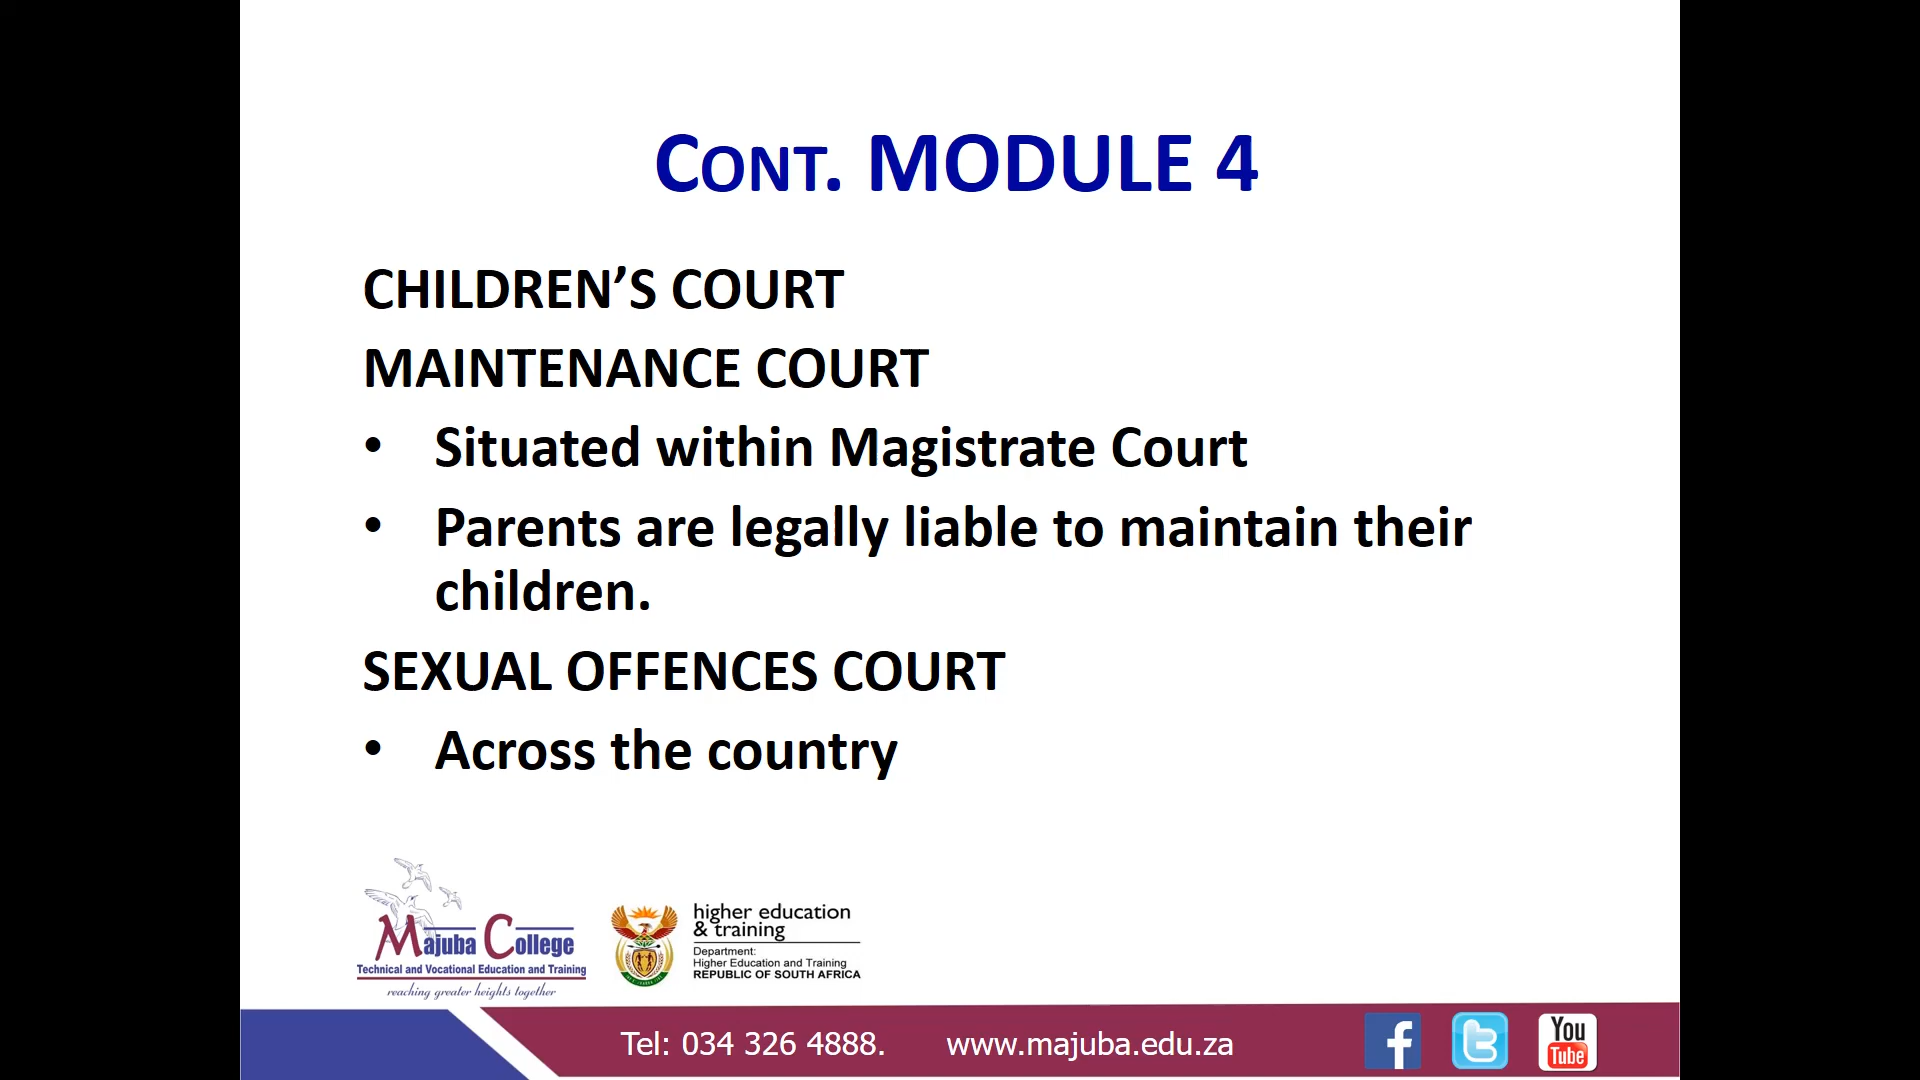 CONT. MODULE 4
CHILDREN’S COURT
MAINTENANCE COURT
• Situated within Magistrate Court
• Parents are legally liable to maintain their
children.
SEXUAL OFFENCES COURT
• Across the country
Majuba College
Technical and Vocational Education and Training
reaching greater heights together
higher education
& training
Department:
Higher Education and Training
REPUBLIC OF SOUTH AFRICA
Tel: 034 326 4888. www.majuba.edu.za
You
Tube